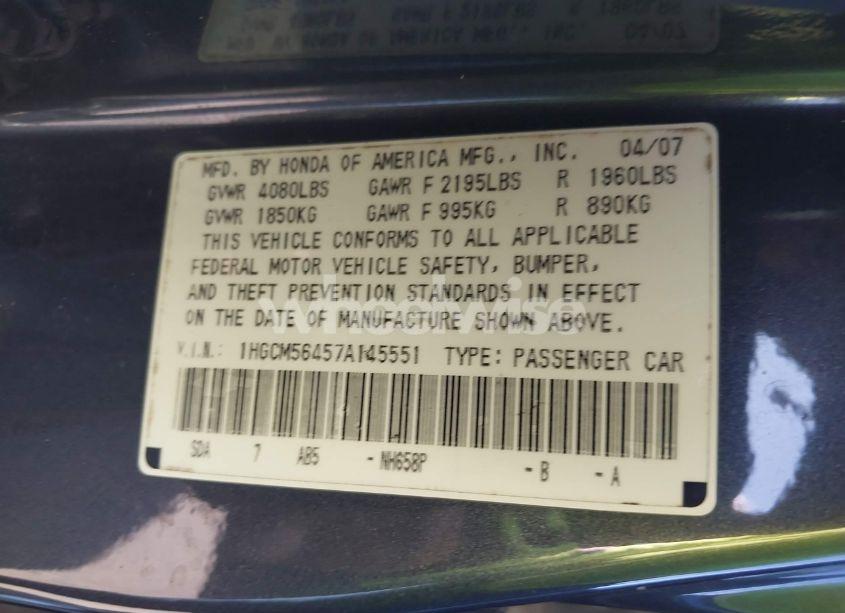 MFD. BY HONDA OF AMERICA MFG., INC. 04/07
GVWR 4080LBS GAWR F 2195LBS R 1960LBS
GVWR 1850KG GAWR F 995KG R 890KG
THIS VEHICLE CONFORMS TO ALL APPLICABLE
FEDERAL MOTOR VEHICLE SAFETY, BUMPER,
AND THEFT PREVENTION STANDARDS IN EFFECT
ON THE DATE OF MANUFACTURE SHOWN ABOVE.
V.I.N.: 1HGCM56457A145551 TYPE: PASSENGER CAR
SDA 7 AB5 - NH658P - B - A